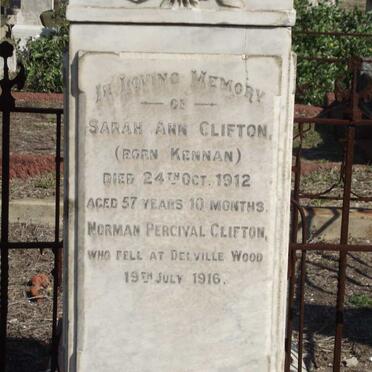 IN LOVING MEMORY
OF
SARAH ANN CLIFTON,
(BORN KENNAN)
DIED 24TH OCT. 1912
AGED 57 YEARS 10 MONTHS.
NORMAN PERCIVAL CLIFTON,
WHO FELL AT DELVILLE WOOD
19TH JULY 1916.